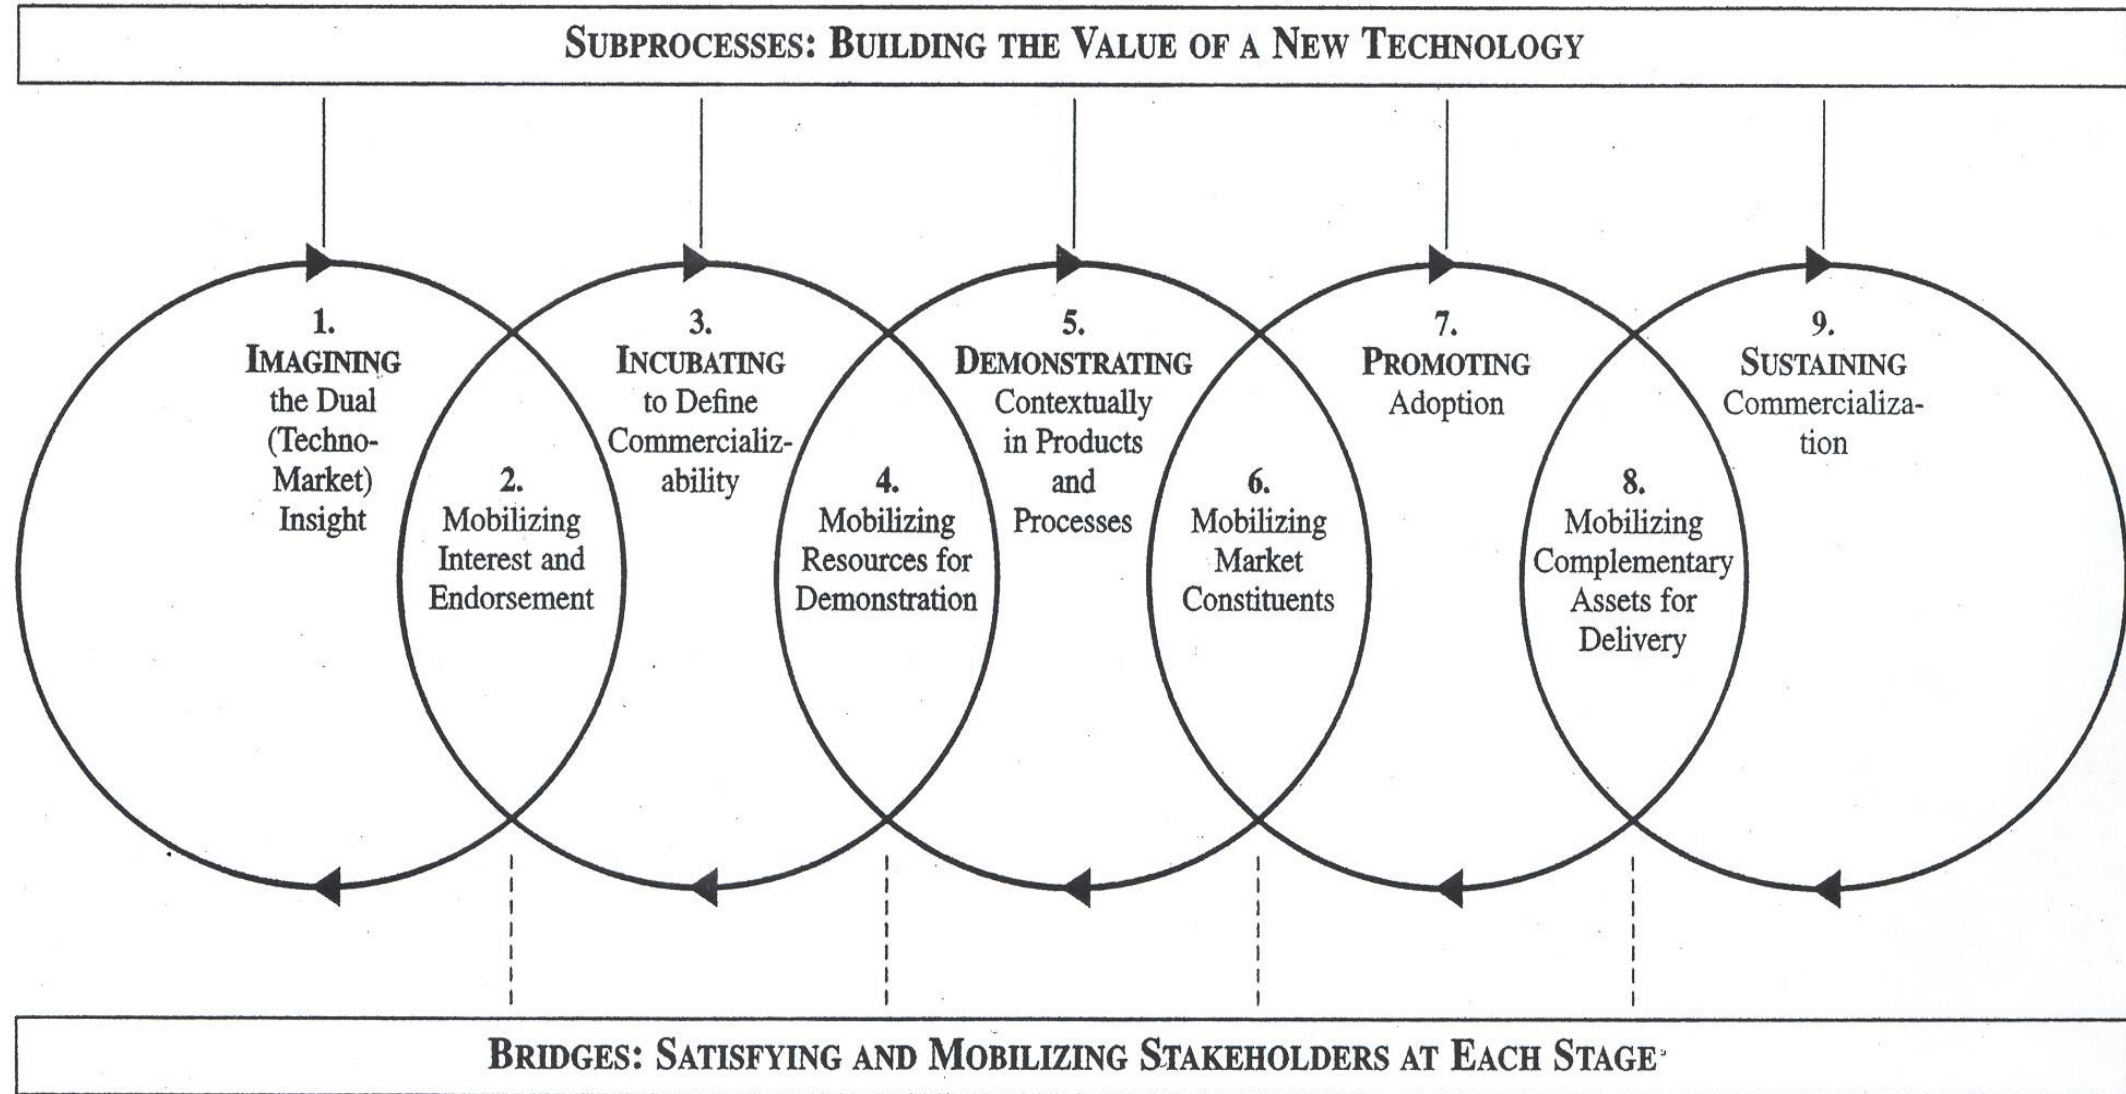 SUBPROCESSES: BUILDING THE VALUE OF A NEW TECHNOLOGY
1.
IMAGINING
the Dual
(Techno-
Market)
Insight
2.
Mobilizing
Interest and
Endorsement
3.
INCUBATING
to Define
Commercializ-
ability
4.
Mobilizing
Resources for
Demonstration
5.
DEMONSTRATING
Contextually
in Products
and
Processes
6.
Mobilizing
Market
Constituents
7.
PROMOTING
Adoption
8.
Mobilizing
Complementary
Assets for
Delivery
9.
SUSTAINING
Commercializa-
tion
BRIDGES: SATISFYING AND MOBILIZING STAKEHOLDERS AT EACH STAGE